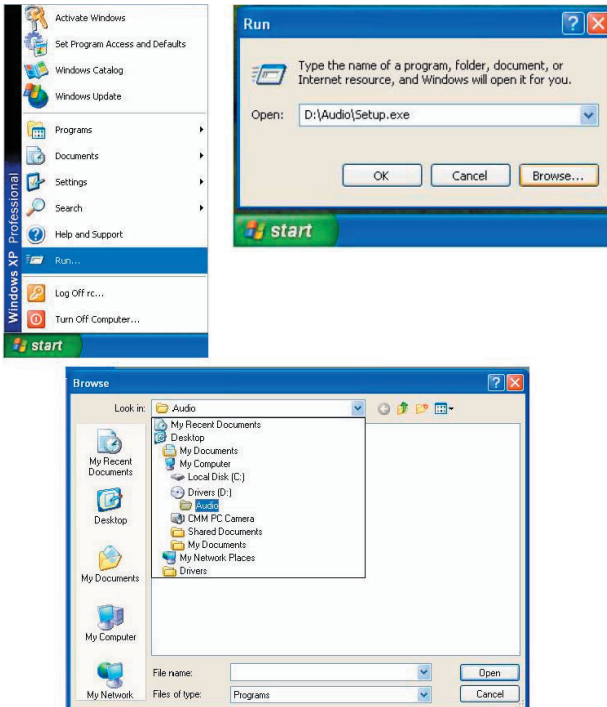 Activate Windows
Set Program Access and Defaults
Windows Catalog
Windows Update
Programs
Documents
Settings
Search
Help and Support
Run...
Log Off rc...
Turn Off Computer...
Windows XP Professional
start
Run
Type the name of a program, folder, document, or
Internet resource, and Windows will open it for you.
Open: D:\Audio\Setup.exe
OK Cancel Browse...
start
Browse
Look in: Audio
My Recent Documents
Desktop
My Documents
My Computer
Local Disk (C:)
Drivers (D:)
Audio
CMM PC Camera
Shared Documents
My Documents
My Network Places
Drivers
My Recent
Documents
Desktop
My Documents
My Computer
My Network
File name: Open
Files of type: Programs Cancel